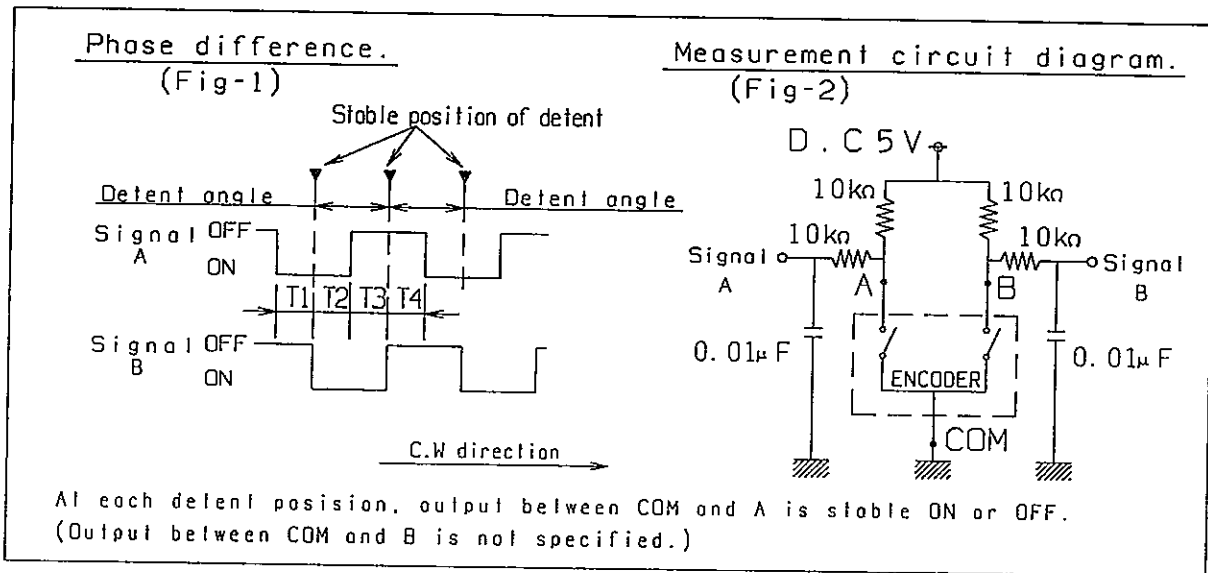 Phase difference.
(Fig-1)
Stable position of detent
Detent angle
Detent angle
Signal A
OFF
ON
T1 T2 T3 T4
Signal B
OFF
ON
C.W direction
Measurement circuit diagram.
(Fig-2)
D.C 5V
10kΩ
10kΩ
10kΩ
10kΩ
Signal A
A
B
Signal B
0.01μF
0.01μF
ENCODER
COM
At each detent posision, output between COM and A is stable ON or OFF.
(Output between COM and B is not specified.)